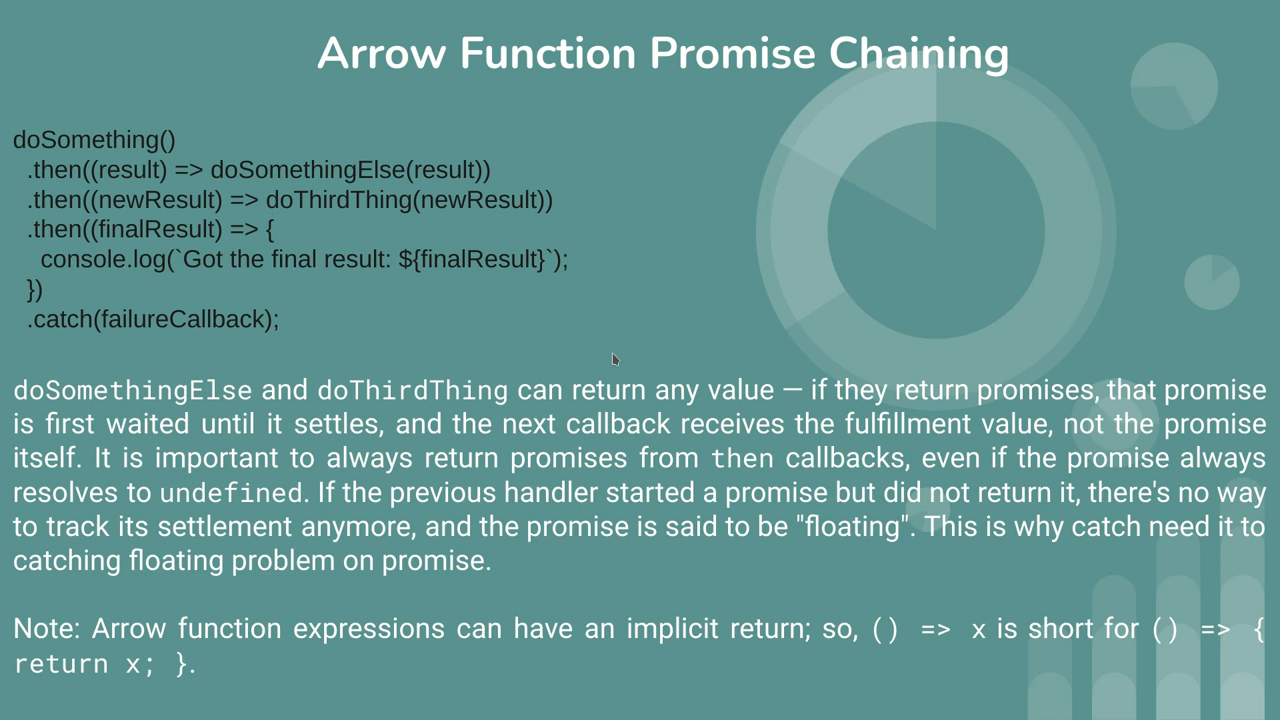 Arrow Function Promise Chaining
doSomething()
.then((result) => doSomethingElse(result))
.then((newResult) => doThirdThing(newResult))
.then((finalResult) => {
console.log(`Got the final result: ${finalResult}`);
})
.catch(failureCallback);
doSomethingElse and doThirdThing can return any value — if they return promises, that promise
is first waited until it settles, and the next callback receives the fulfillment value, not the promise
itself. It is important to always return promises from then callbacks, even if the promise always
resolves to undefined. If the previous handler started a promise but did not return it, there's no way
to track its settlement anymore, and the promise is said to be "floating". This is why catch need it to
catching floating problem on promise.
Note: Arrow function expressions can have an implicit return; so, () => x is short for () => {
return x; }.